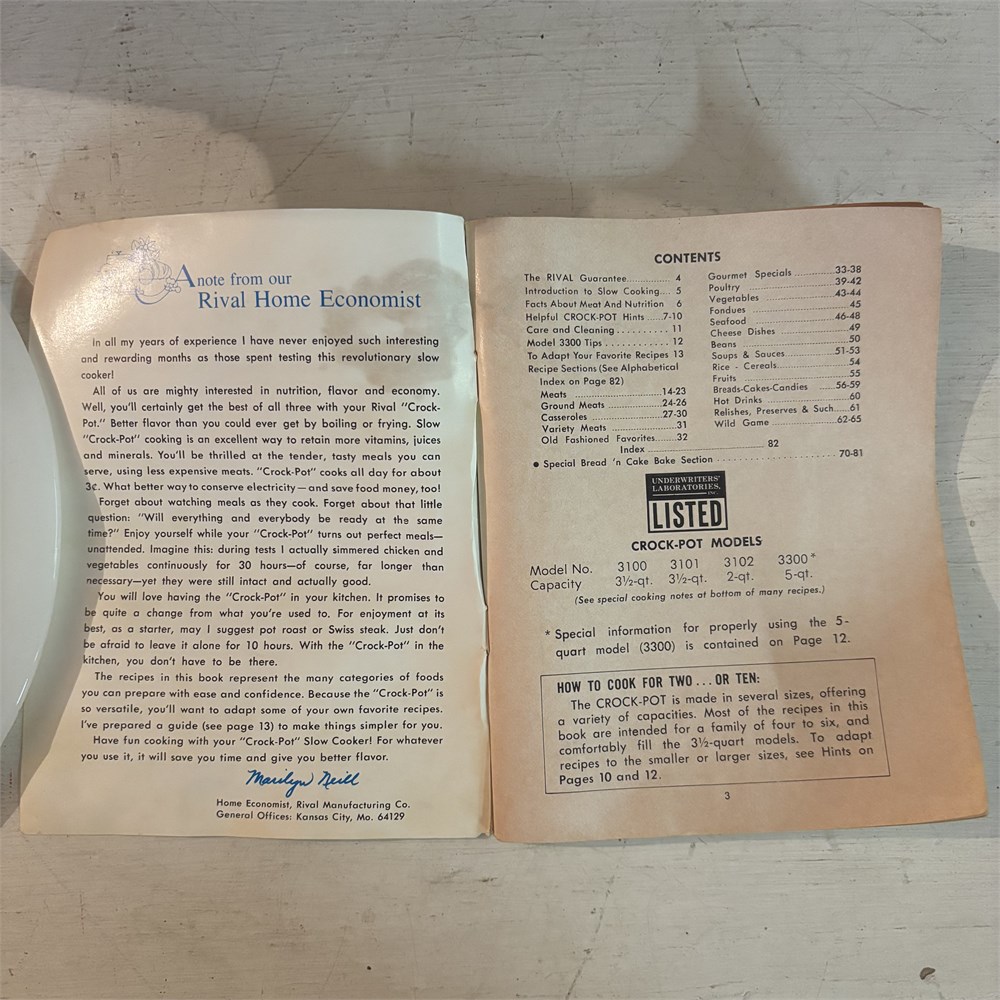 A note from our
Rival Home Economist
In all my years of experience I have never enjoyed such interesting
and rewarding months as those spent testing this revolutionary slow
cooker!
All of us are mighty interested in nutrition, flavor and economy.
Well, you'll certainly get the best of all three with your Rival "Crock-
Pot." Better flavor than you could ever get by boiling or frying. Slow
"Crock-Pot" cooking is an excellent way to retain more vitamins, juices
and minerals. You'll be thrilled at the tender, tasty meals you can
serve, using less expensive meats. "Crock-Pot" cooks all day for about
3¢. What better way to conserve electricity—and save food money, too!
Forget about watching meals as they cook. Forget about that little
question: "Will everything and everybody be ready at the same
time?" Enjoy yourself while your "Crock-Pot" turns out perfect meals—
unattended. Imagine this: during tests I actually simmered chicken and
vegetables continuously for 30 hours—of course, far longer than
necessary—yet they were still intact and actually good.
You will love having the "Crock-Pot" in your kitchen. It promises to
be quite a change from what you're used to. For enjoyment at its
best, as a starter, may I suggest pot roast or Swiss steak. Just don't
be afraid to leave it alone for 10 hours. With the "Crock-Pot" in the
kitchen, you don't have to be there.
The recipes in this book represent the many categories of foods
you can prepare with ease and confidence. Because the "Crock-Pot" is
so versatile, you'll want to adapt some of your own favorite recipes.
I've prepared a guide (see page 13) to make things simpler for you.
Have fun cooking with your "Crock-Pot" Slow Cooker! For whatever
you use it, it will save you time and give you better flavor.
Marilyn Neill
Home Economist, Rival Manufacturing Co.
General Offices: Kansas City, Mo. 64129
CONTENTS
The RIVAL Guarantee............ 4
Introduction to Slow Cooking.... 5
Facts About Meat And Nutrition 6
Helpful CROCK-POT Hints .....7-10
Care and Cleaning.......... 11
Model 3300 Tips............ 12
To Adapt Your Favorite Recipes 13
Recipe Sections (See Alphabetical
Index on Page 82)
Meats ..................14-23
Ground Meats ..............24-26
Casseroles ..................27-30
Variety Meats ................31
Old Fashioned Favorites......32
Gourmet Specials ............33-38
Poultry ....................39-42
Vegetables ................43-44
Fondues ....................45
Seafood ..................46-48
Cheese Dishes ..............49
Beans ......................50
Soups & Sauces............51-53
Rice - Cereals..............54
Fruits ......................55
Breads-Cakes-Candies ......56-59
Hot Drinks ..................60
Relishes, Preserves & Such....61
Wild Game ................62-65
Index .................... 82
● Special Bread 'n Cake Bake Section .................... 70-81
UNDERWRITERS'
LABORATORIES,
INC.
LISTED
CROCK-POT MODELS
Model No. 3100 3101 3102 3300*
Capacity 3½-qt. 3½-qt. 2-qt. 5-qt.
(See special cooking notes at bottom of many recipes.)
* Special information for properly using the 5-
quart model (3300) is contained on Page 12.
HOW TO COOK FOR TWO ... OR TEN:
The CROCK-POT is made in several sizes, offering
a variety of capacities. Most of the recipes in this
book are intended for a family of four to six, and
comfortably fill the 3½-quart models. To adapt
recipes to the smaller or larger sizes, see Hints on
Pages 10 and 12.
3